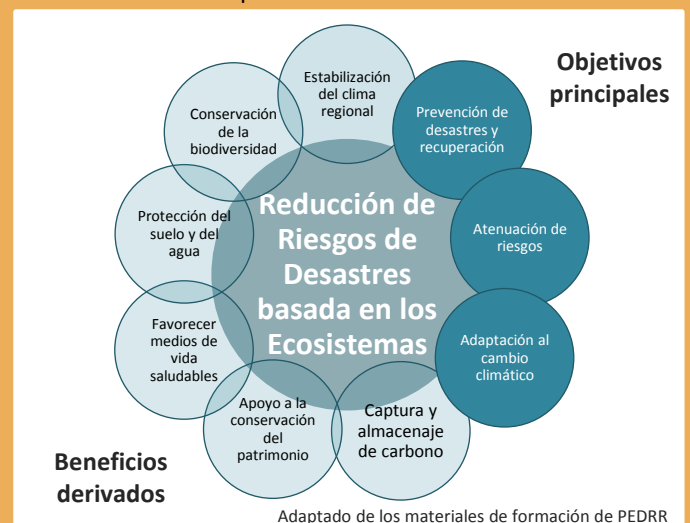 Objetivos
principales
Estabilización
del clima
regional
Prevención de
desastres y
recuperación
Atenuación de
riesgos
Adaptación al
cambio
climático
Captura y
almacenaje
de carbono
Apoyo a la
conservación
del
patrimonio
Favorecer
medios de
vida
saludables
Protección del
suelo y del
agua
Conservación
de la
biodiversidad
Reducción de
Riesgos de
Desastres
basada en los
Ecosistemas
Beneficios
derivados
Adaptado de los materiales de formación de PEDRR